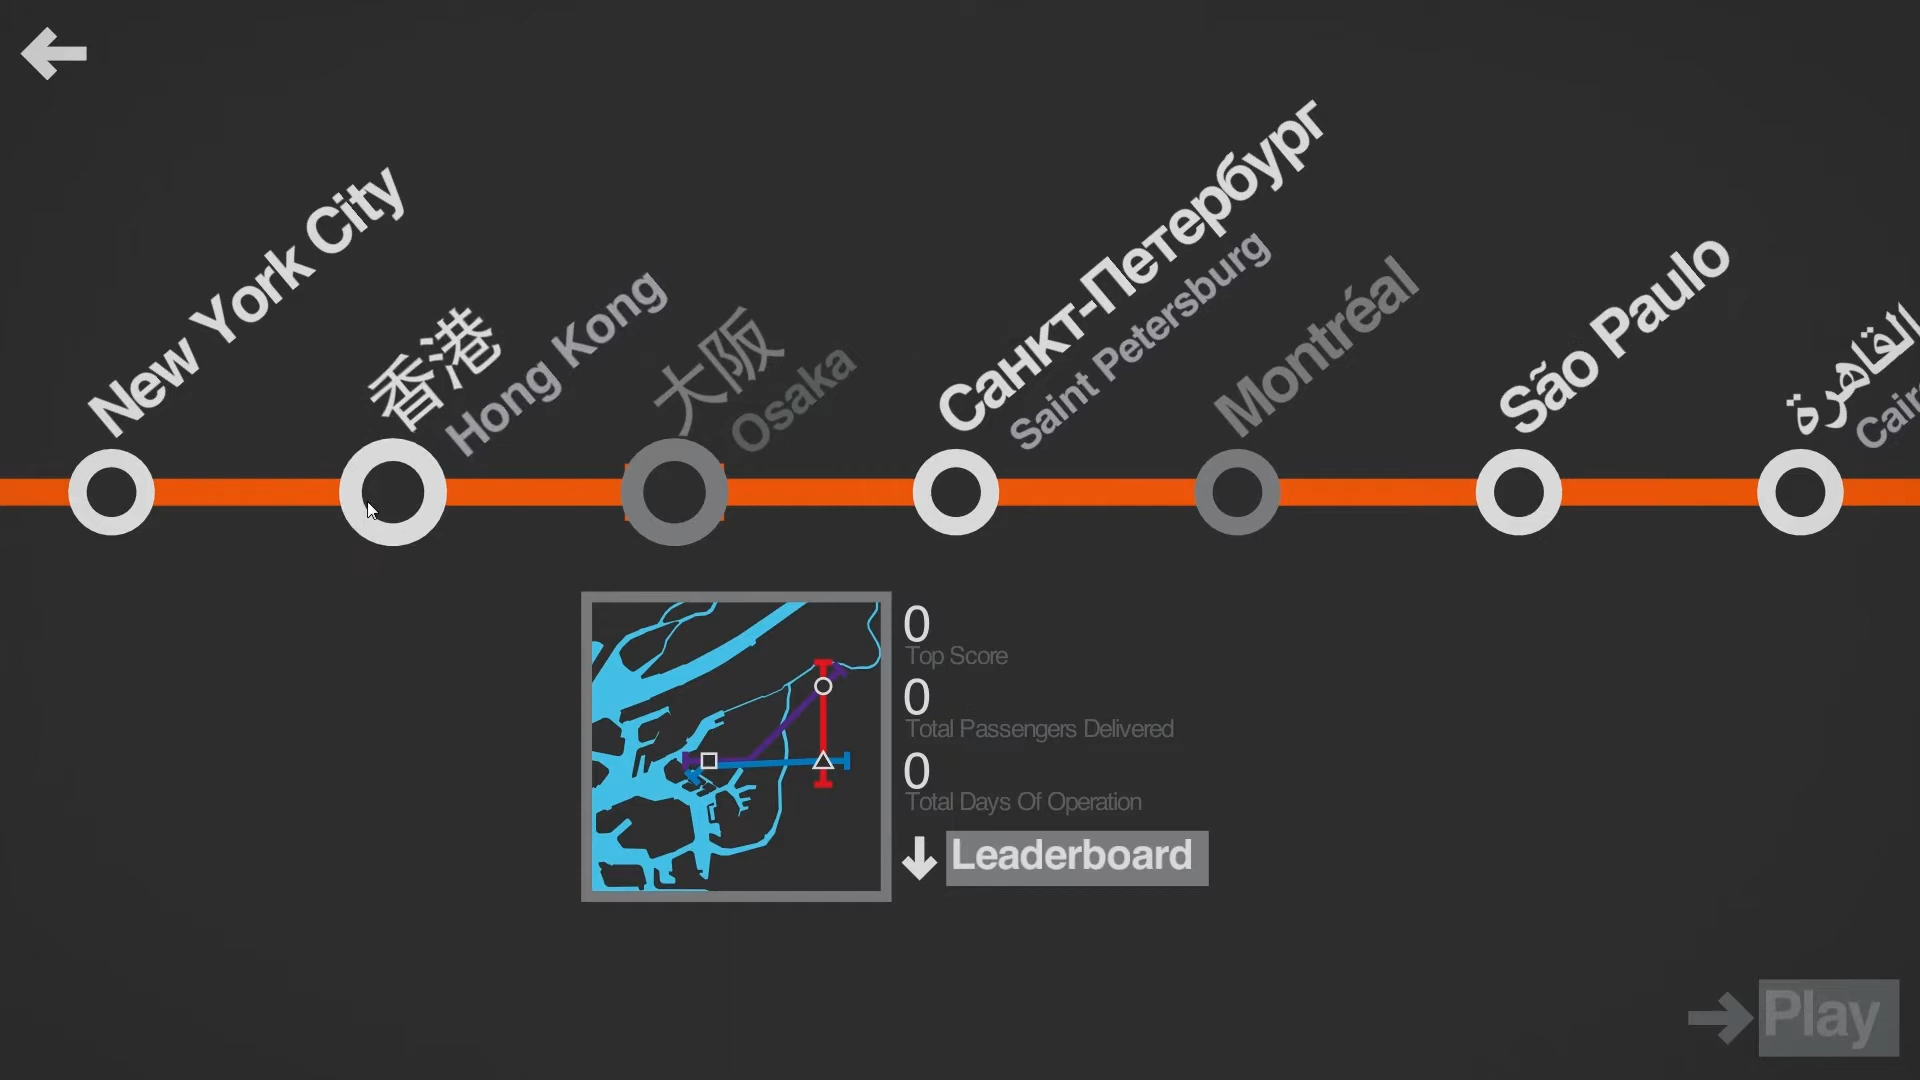 New York City
香港
Hong Kong
大阪
Osaka
Санкт-Петербург
Saint Petersburg
Montréal
São Paulo
القاهرة
0
Top Score
0
Total Passengers Delivered
0
Total Days Of Operation
Leaderboard
Play